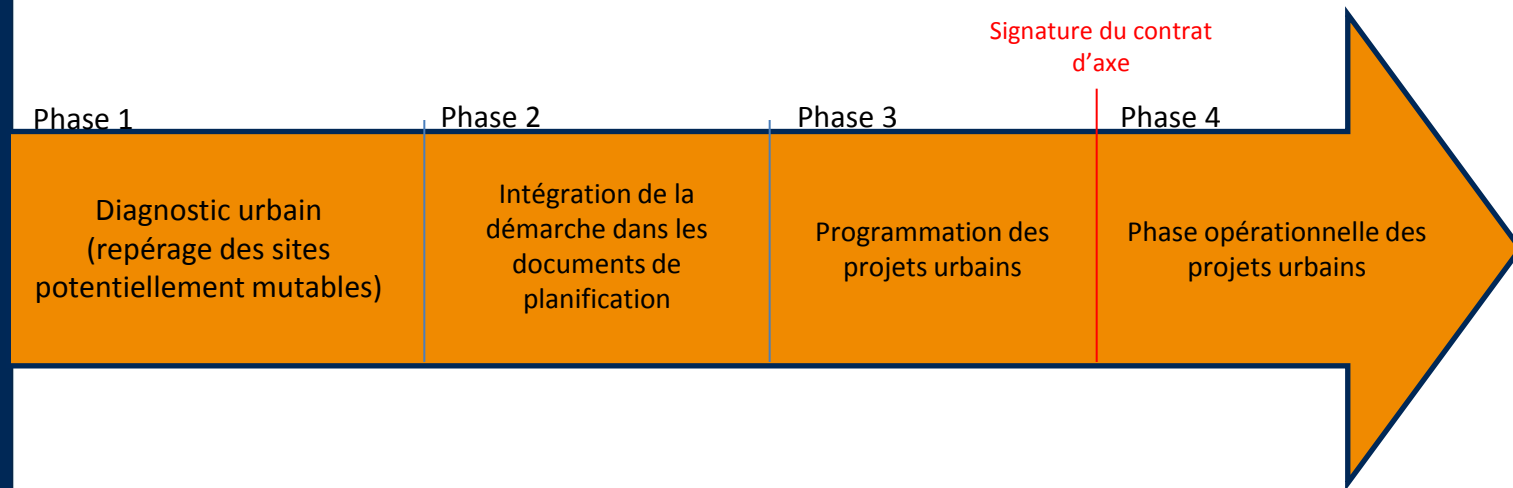 Signature du contrat
d’axe
Phase 1
Phase 2
Phase 3
Phase 4
Diagnostic urbain
(repérage des sites
potentiellement mutables)
Intégration de la
démarche dans les
documents de
planification
Programmation des
projets urbains
Phase opérationnelle des
projets urbains